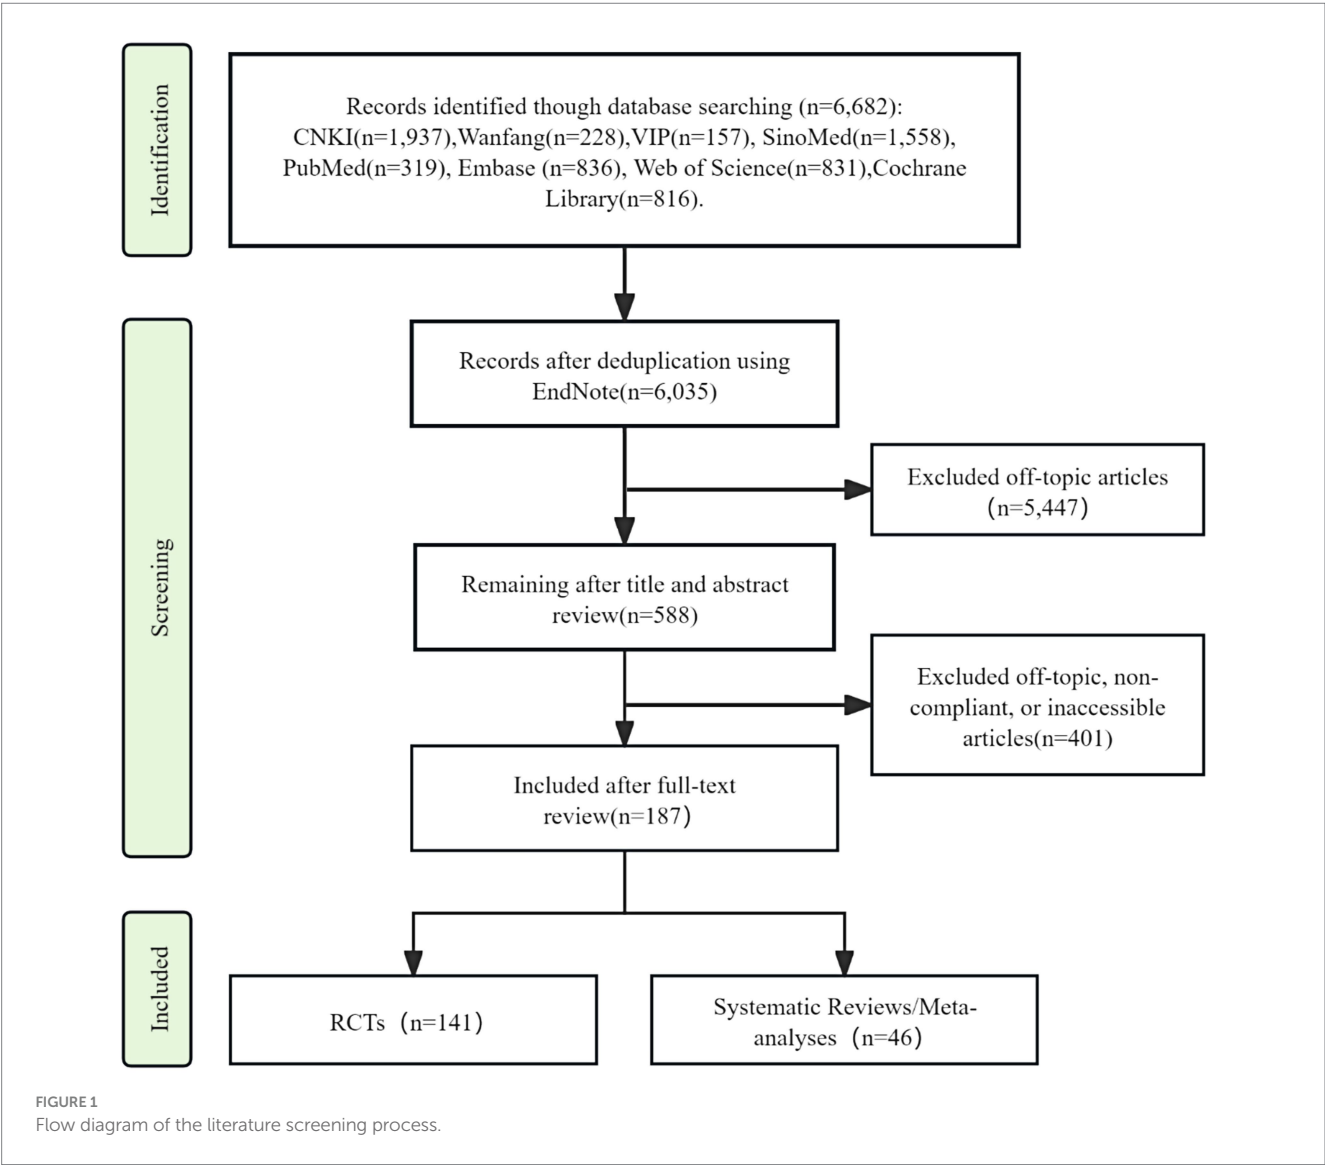 Identification
Records identified though database searching (n=6,682):
CNKI(n=1,937),Wanfang(n=228),VIP(n=157), SinoMed(n=1,558),
PubMed(n=319), Embase (n=836), Web of Science(n=831),Cochrane
Library(n=816).
Screening
Records after deduplication using
EndNote(n=6,035)
Excluded off-topic articles
(n=5,447)
Remaining after title and abstract
review(n=588)
Excluded off-topic, non-
compliant, or inaccessible
articles(n=401)
Included after full-text
review(n=187)
Included
RCTs (n=141)
Systematic Reviews/Meta-
analyses (n=46)
FIGURE 1
Flow diagram of the literature screening process.